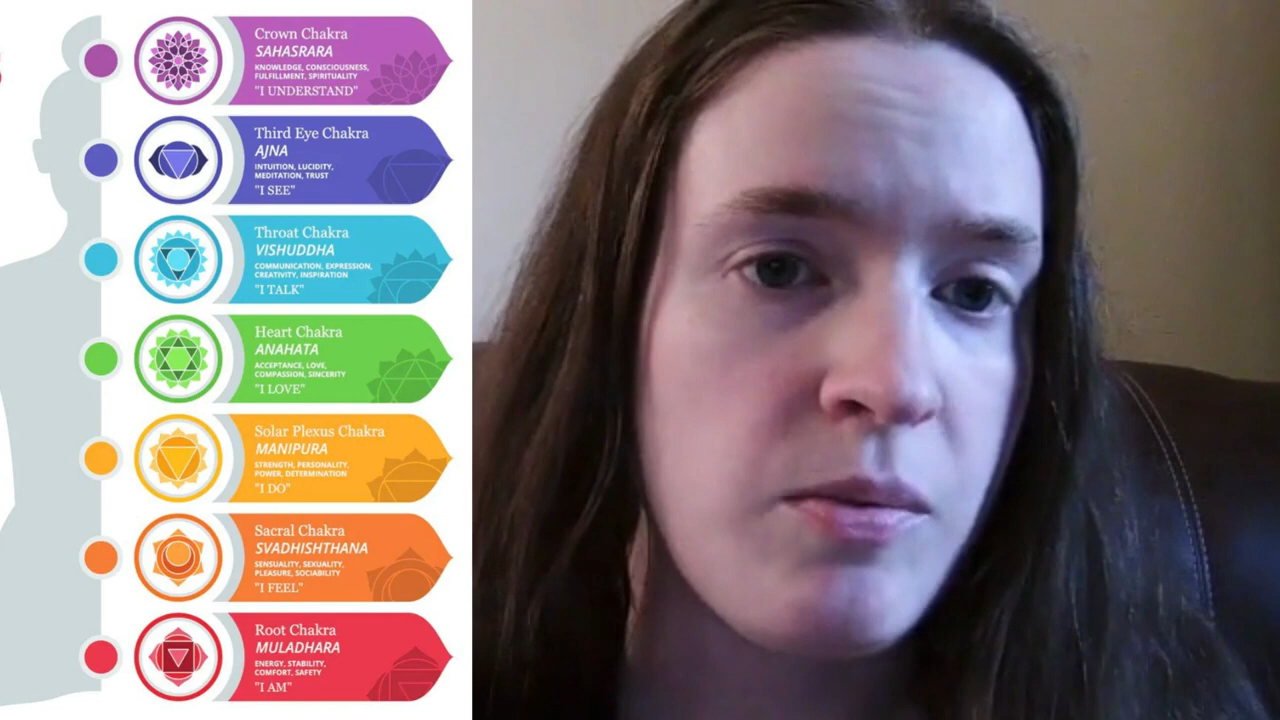 Crown Chakra
SAHASRARA
KNOWLEDGE, CONSCIOUSNESS,
FULFILLMENT, SPIRITUALITY
"I UNDERSTAND"
Third Eye Chakra
AJNA
INTUITION, LUCIDITY,
MEDITATION, TRUST
"I SEE"
Throat Chakra
VISHUDDHA
COMMUNICATION, EXPRESSION,
CREATIVITY, INSPIRATION
"I TALK"
Heart Chakra
ANAHATA
ACCEPTANCE, LOVE,
COMPASSION, SINCERITY
"I LOVE"
Solar Plexus Chakra
MANIPURA
STRENGTH, PERSONALITY,
POWER, DETERMINATION
"I DO"
Sacral Chakra
SVADHISHTHANA
SENSUALITY, SEXUALITY,
PLEASURE, SOCIABILITY
"I FEEL"
Root Chakra
MULADHARA
ENERGY, STABILITY,
COMFORT, SAFETY
"I AM"